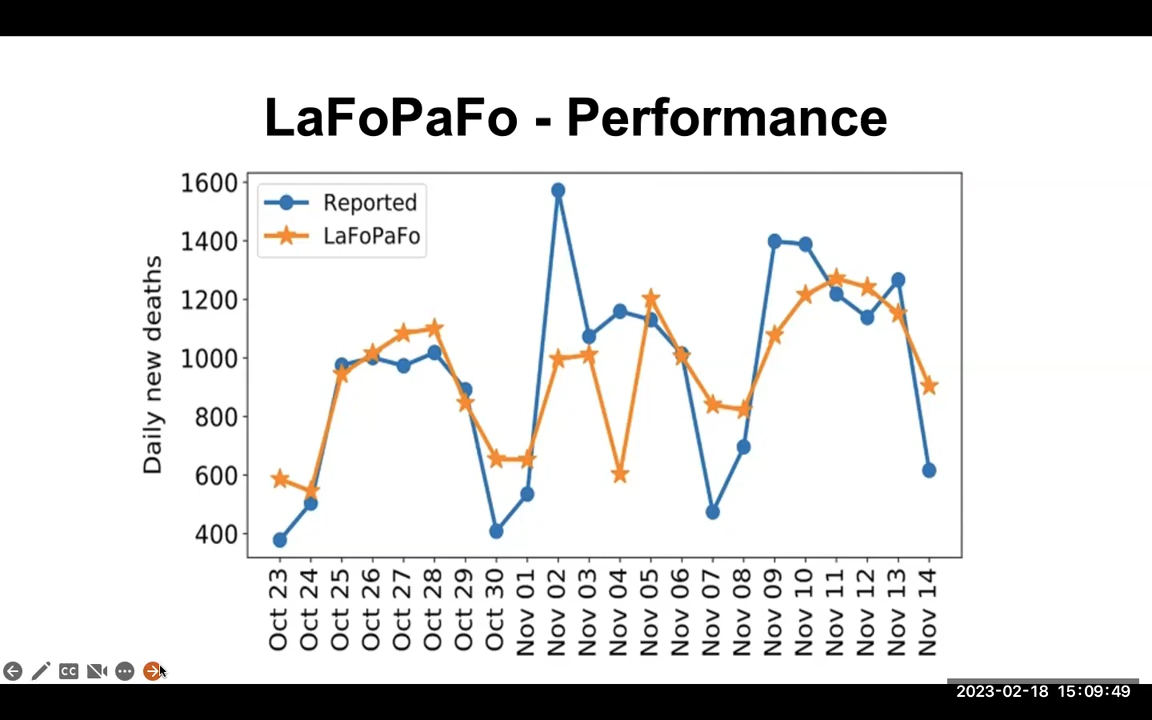 LaFoPaFo - Performance
1600
1400
1200
1000
800
600
400
Daily new deaths
Reported
LaFoPaFo
Oct 23
Oct 24
Oct 25
Oct 26
Oct 27
Oct 28
Oct 29
Oct 30
Nov 01
Nov 02
Nov 03
Nov 04
Nov 05
Nov 06
Nov 07
Nov 08
Nov 09
Nov 10
Nov 11
Nov 12
Nov 13
Nov 14
CC
2023-02-18 15:09:49